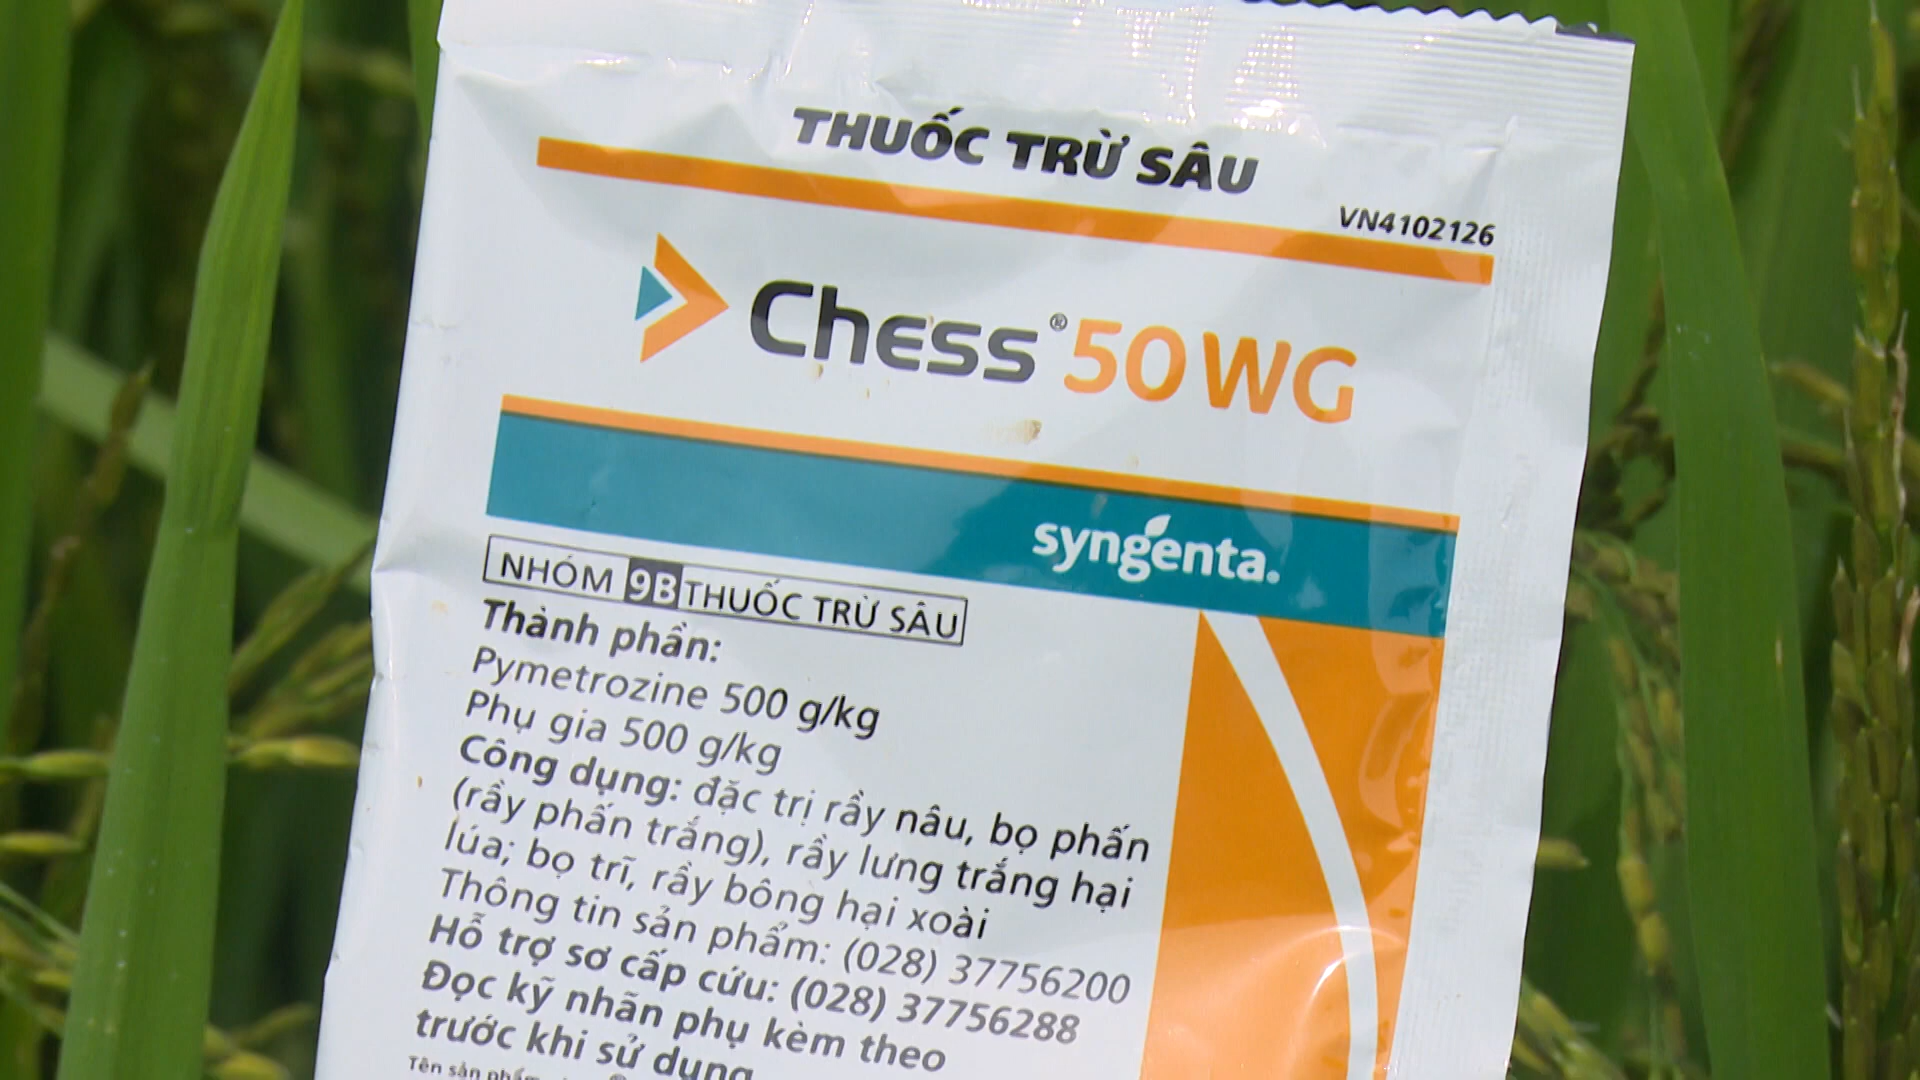 THUỐC TRỪ SÂU
VN4102126
Chess® 50 WG
syngenta.
NHÓM 9B THUỐC TRỪ SÂU
Thành phần:
Pymetrozine 500 g/kg
Phụ gia 500 g/kg
Công dụng: đặc trị rầy nâu, bọ phấn
(rầy phấn trắng), rầy lưng trắng hại
lúa; bọ trĩ, rầy bông hại xoài
Thông tin sản phẩm: (028) 37756200
Hỗ trợ sơ cấp cứu: (028) 37756288
Đọc kỹ nhãn phụ kèm theo
trước khi sử dụng
Tên sản phẩm